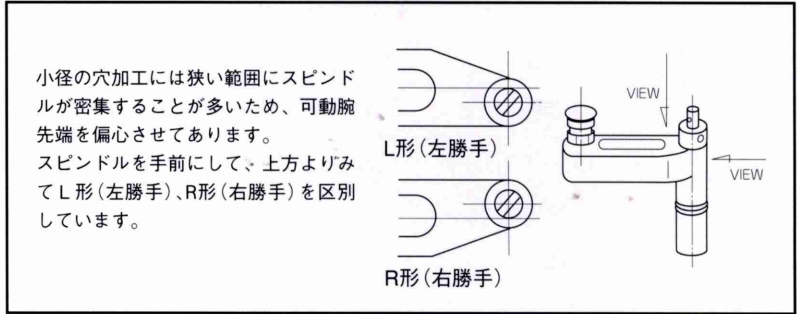 小径の穴加工には狭い範囲にスピンド
ルが密集することが多いため、可動腕
先端を偏心させてあります。
スピンドルを手前にして、上方よりみ
てL形(左勝手)、R形(右勝手)を区別
しています。
L形(左勝手)
R形(右勝手)
VIEW
VIEW